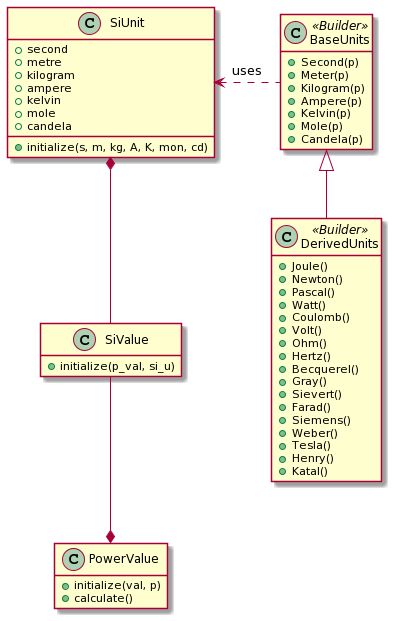 C SiUnit
second
metre
kilogram
ampere
kelvin
mole
candela
initialize(s, m, kg, A, K, mon, cd)
uses
C «Builder»
BaseUnits
Second(p)
Meter(p)
Kilogram(p)
Ampere(p)
Kelvin(p)
Mole(p)
Candela(p)
C «Builder»
DerivedUnits
Joule()
Newton()
Pascal()
Watt()
Coulomb()
Volt()
Ohm()
Hertz()
Becquerel()
Gray()
Sievert()
Farad()
Siemens()
Weber()
Tesla()
Henry()
Katal()
C SiValue
initialize(p_val, si_u)
C PowerValue
initialize(val, p)
calculate()